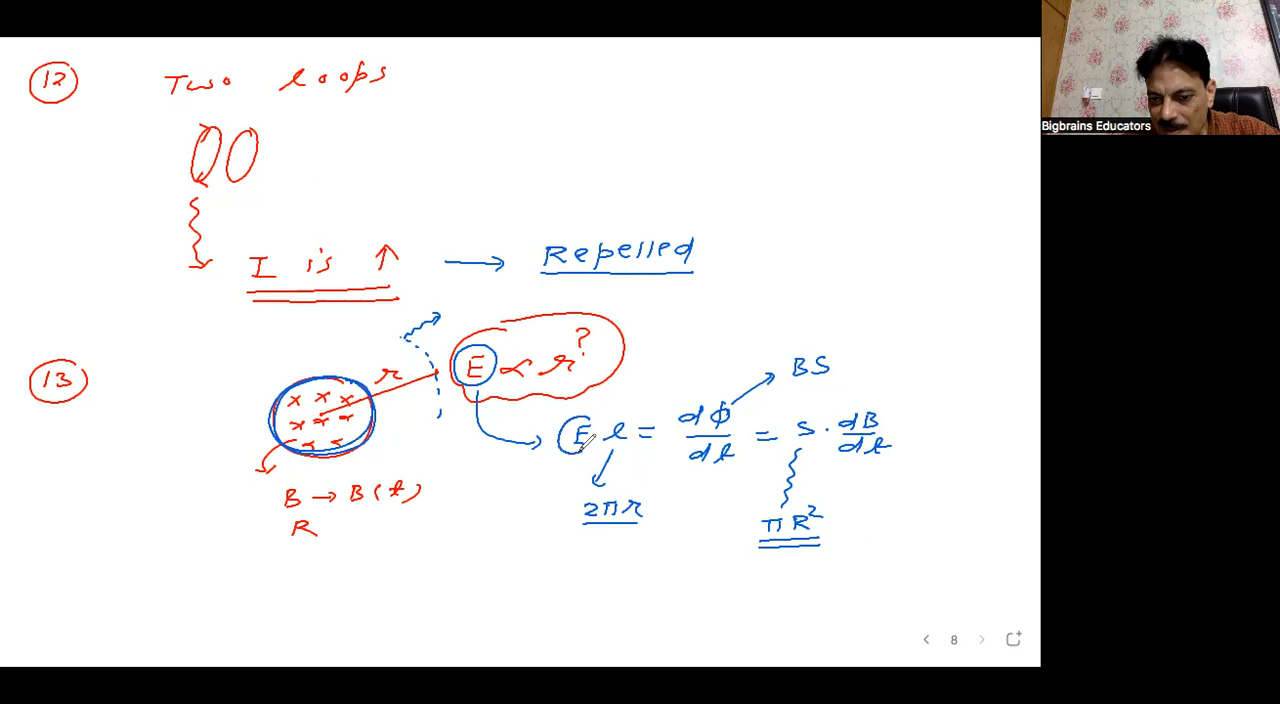 12 Two loops
I is ↑ → Repelled
13 r E ∝ r?
BS
E l = dΦ/dt = S · dB/dt
B → B(t) 2πr πR²
R
Bigbrains Educators
8